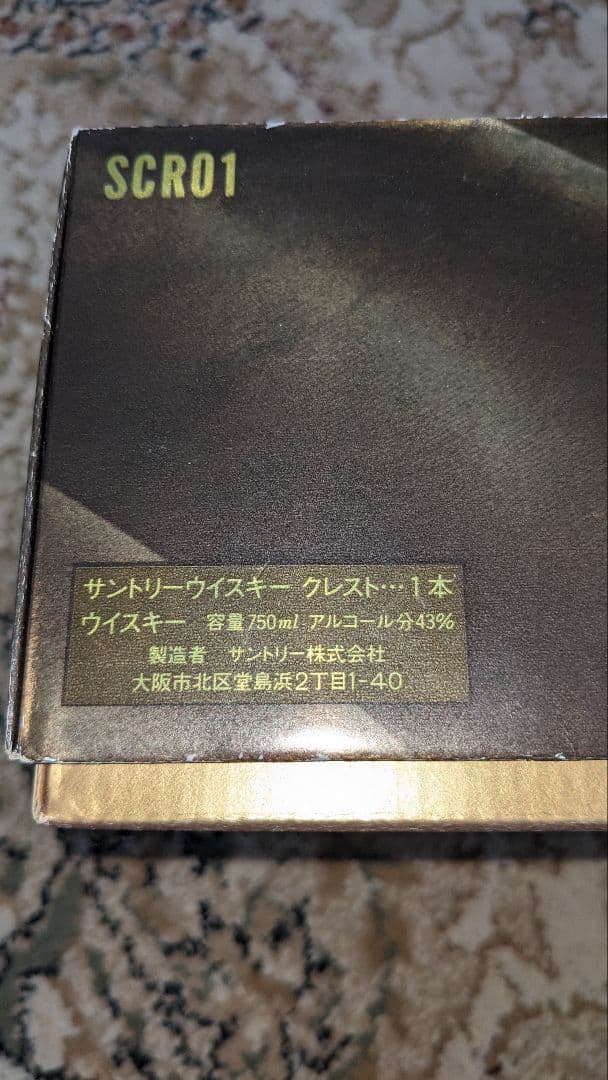 SCR01
サントリーウイスキー クレスト…1本
ウイスキー 容量750ml アルコール分43%
製造者 サントリー株式会社
大阪市北区堂島浜2丁目1-40